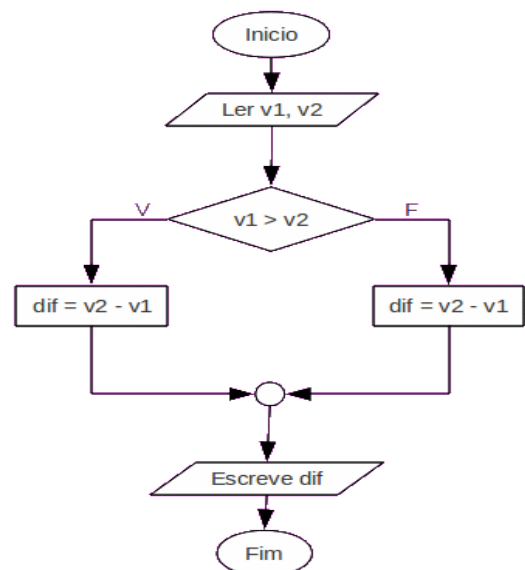 Inicio
Ler v1, v2
v1 > v2
V
F
dif = v2 - v1
dif = v2 - v1
Escreve dif
Fim